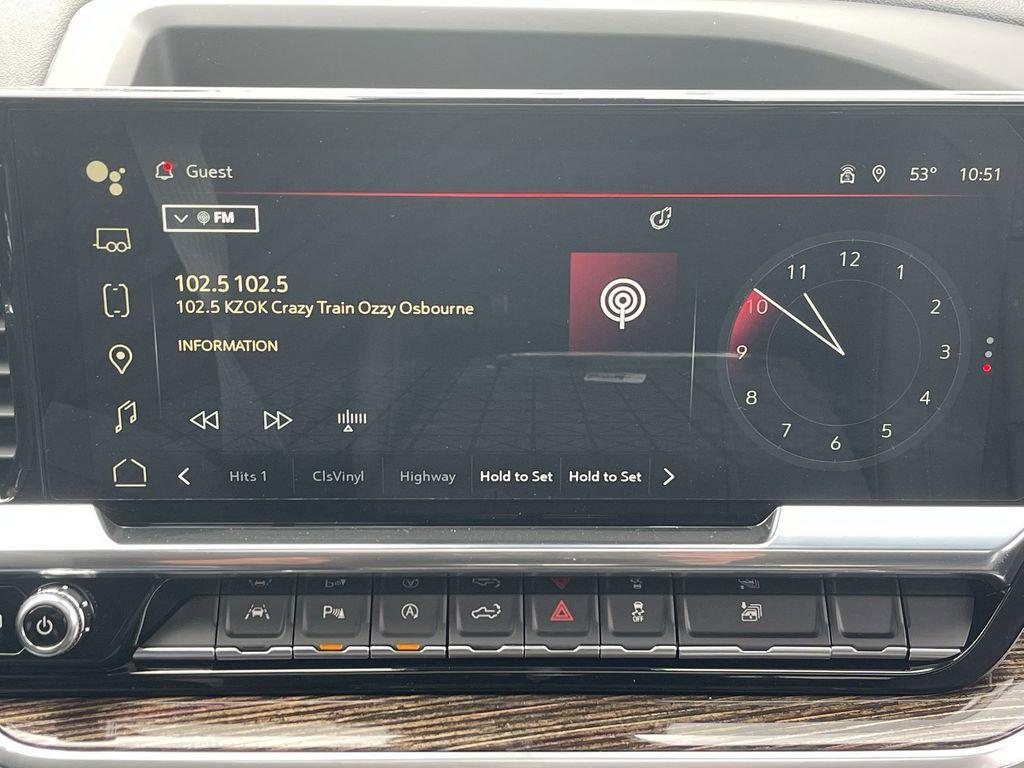 Guest
53° 10:51
FM
102.5 102.5
102.5 KZOK Crazy Train Ozzy Osbourne
INFORMATION
12
11 1
10 2
9 3
8 4
7 5
6
Hits 1 ClsVinyl Highway Hold to Set Hold to Set
P A OFF